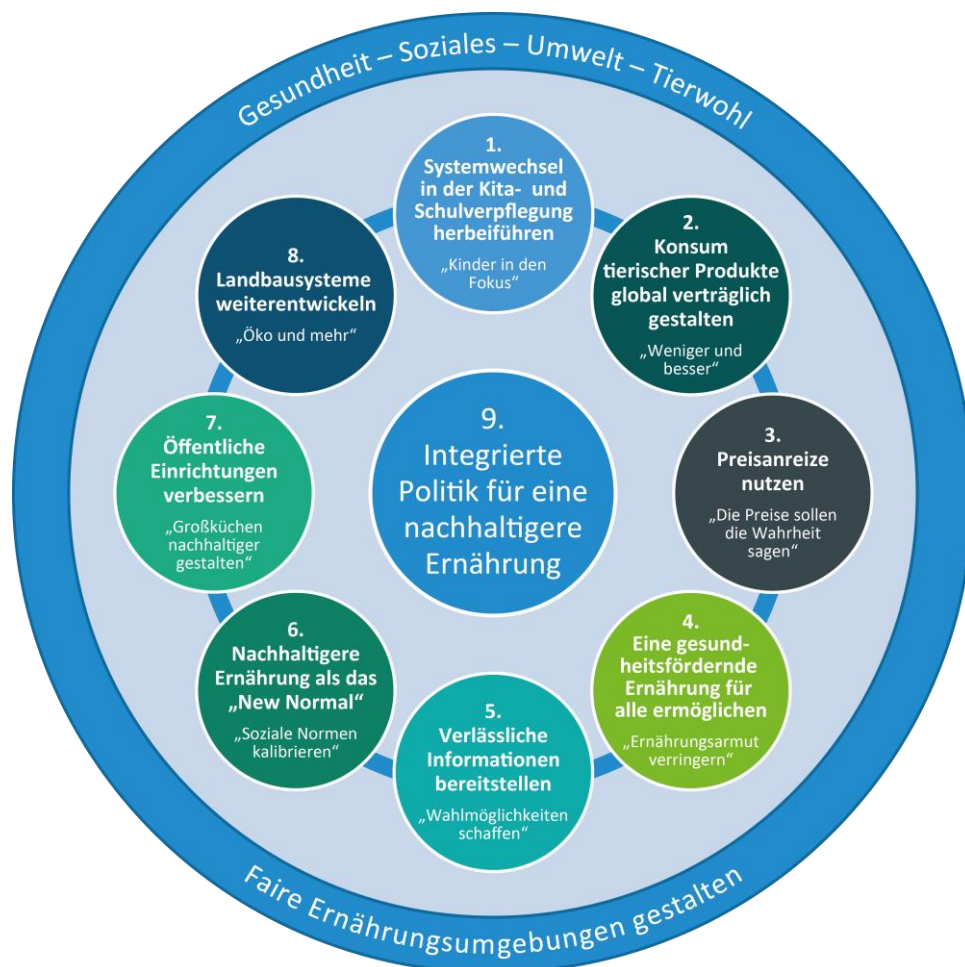 Gesundheit – Soziales – Umwelt – Tierwohl
1.
Systemwechsel
in der Kita- und
Schulverpflegung
herbeiführen
„Kinder in den
Fokus“
2.
Konsum
tierischer Produkte
global verträglich
gestalten
„Weniger und
besser“
3.
Preisanreize
nutzen
„Die Preise sollen
die Wahrheit
sagen“
4.
Eine gesund-
heitsfördernde
Ernährung für
alle ermöglichen
„Ernährungsarmut
verringern“
5.
Verlässliche
Informationen
bereitstellen
„Wahlmöglichkeiten
schaffen“
6.
Nachhaltigere
Ernährung als das
„New Normal“
„Soziale Normen
kalibrieren“
7.
Öffentliche
Einrichtungen
verbessern
„Großküchen
nachhaltiger
gestalten“
8.
Landbausysteme
weiterentwickeln
„Öko und mehr“
9.
Integrierte
Politik für eine
nachhaltigere
Ernährung
Faire Ernährungsumgebungen gestalten